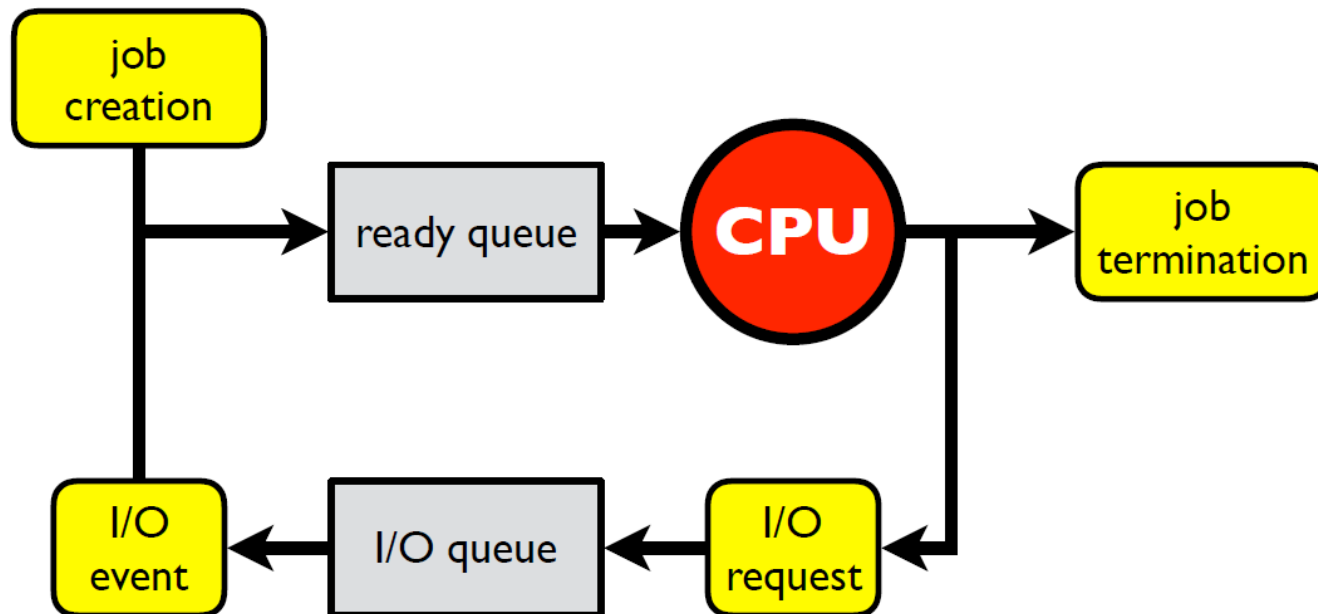 job
creation
ready queue
CPU
job
termination
I/O
event
I/O queue
I/O
request